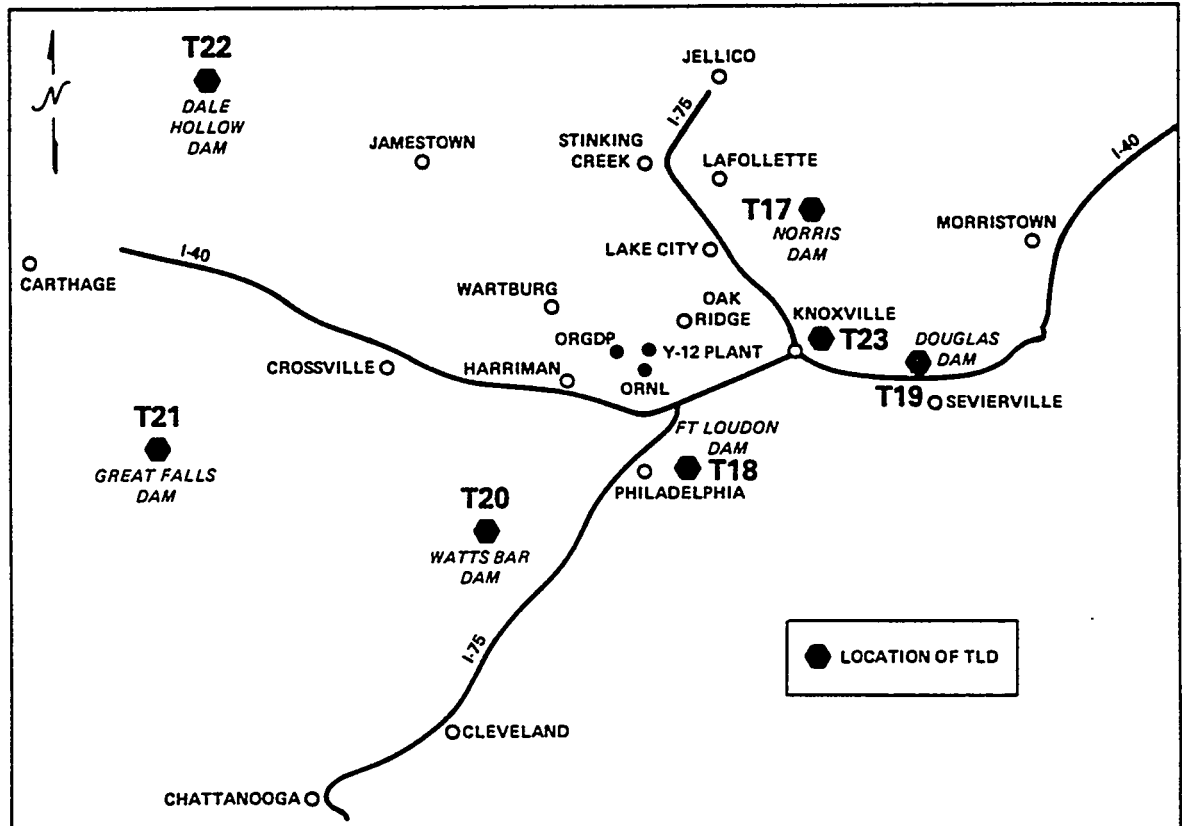 N
T22
DALE
HOLLOW
DAM
JELLICO
I-75
JAMESTOWN
STINKING
CREEK
LAFOLLETTE
I-40
T17
NORRIS
DAM
MORRISTOWN
LAKE CITY
I-40
CARTHAGE
WARTBURG
OAK
RIDGE
KNOXVILLE
T23
DOUGLAS
DAM
ORGDP
Y-12 PLANT
CROSSVILLE
HARRIMAN
ORNL
T19
SEVIERVILLE
T21
GREAT FALLS
DAM
FT LOUDON
DAM
T18
PHILADELPHIA
T20
WATTS BAR
DAM
I-75
LOCATION OF TLD
CLEVELAND
CHATTANOOGA